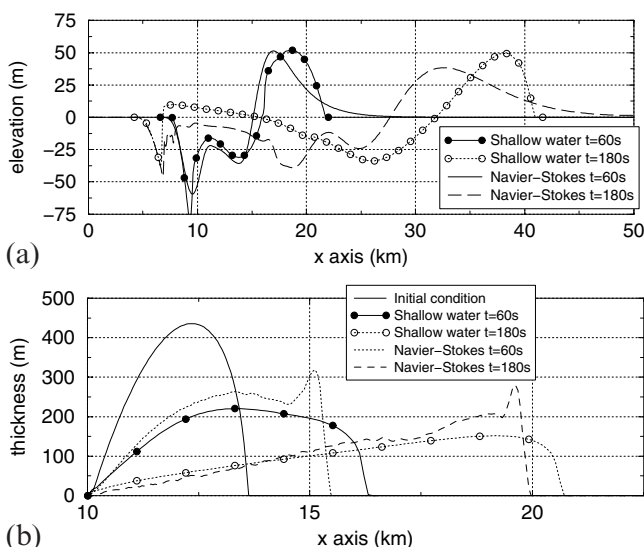 75
50
25
0
−25
−50
−75
elevation (m)
Shallow water t=60s
Shallow water t=180s
Navier−Stokes t=60s
Navier−Stokes t=180s
0 10 20 30 40 50
x axis (km)
(a)
500
400
300
200
100
0
thickness (m)
Initial condition
Shallow water t=60s
Shallow water t=180s
Navier−Stokes t=60s
Navier−Stokes t=180s
10 15 20
x axis (km)
(b)